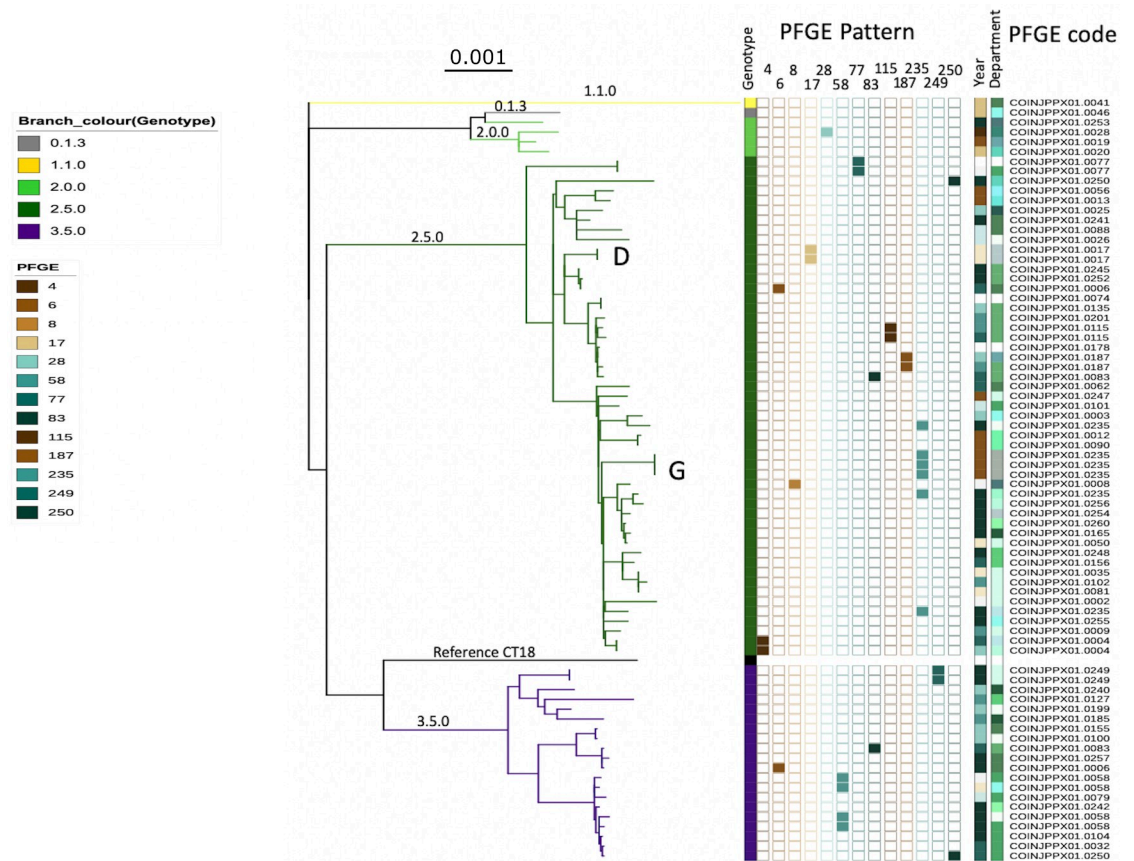 0.001
PFGE Pattern
PFGE code
Genotype
4 8 28 77 115 235 250
6 17 58 83 187 249
Year
Department
Branch_colour(Genotype)
0.1.3
1.1.0
2.0.0
2.5.0
3.5.0
PFGE
4
6
8
17
28
58
77
83
115
187
235
249
250
1.1.0
0.1.3
2.0.0
2.5.0
D
G
Reference CT18
3.5.0
COINJPPX01.0041
COINJPPX01.0046
COINJPPX01.0253
COINJPPX01.0028
COINJPPX01.0019
COINJPPX01.0020
COINJPPX01.0077
COINJPPX01.0077
COINJPPX01.0250
COINJPPX01.0056
COINJPPX01.0013
COINJPPX01.0025
COINJPPX01.0241
COINJPPX01.0088
COINJPPX01.0026
COINJPPX01.0017
COINJPPX01.0017
COINJPPX01.0245
COINJPPX01.0252
COINJPPX01.0006
COINJPPX01.0074
COINJPPX01.0135
COINJPPX01.0201
COINJPPX01.0115
COINJPPX01.0115
COINJPPX01.0178
COINJPPX01.0187
COINJPPX01.0187
COINJPPX01.0083
COINJPPX01.0062
COINJPPX01.0247
COINJPPX01.0101
COINJPPX01.0003
COINJPPX01.0235
COINJPPX01.0012
COINJPPX01.0090
COINJPPX01.0235
COINJPPX01.0235
COINJPPX01.0235
COINJPPX01.0008
COINJPPX01.0235
COINJPPX01.0256
COINJPPX01.0254
COINJPPX01.0260
COINJPPX01.0165
COINJPPX01.0050
COINJPPX01.0248
COINJPPX01.0156
COINJPPX01.0035
COINJPPX01.0102
COINJPPX01.0081
COINJPPX01.0002
COINJPPX01.0235
COINJPPX01.0255
COINJPPX01.0009
COINJPPX01.0004
COINJPPX01.0004
COINJPPX01.0249
COINJPPX01.0249
COINJPPX01.0240
COINJPPX01.0127
COINJPPX01.0199
COINJPPX01.0185
COINJPPX01.0155
COINJPPX01.0100
COINJPPX01.0083
COINJPPX01.0257
COINJPPX01.0006
COINJPPX01.0058
COINJPPX01.0058
COINJPPX01.0079
COINJPPX01.0242
COINJPPX01.0058
COINJPPX01.0058
COINJPPX01.0104
COINJPPX01.0032
COINJPPX01.0250